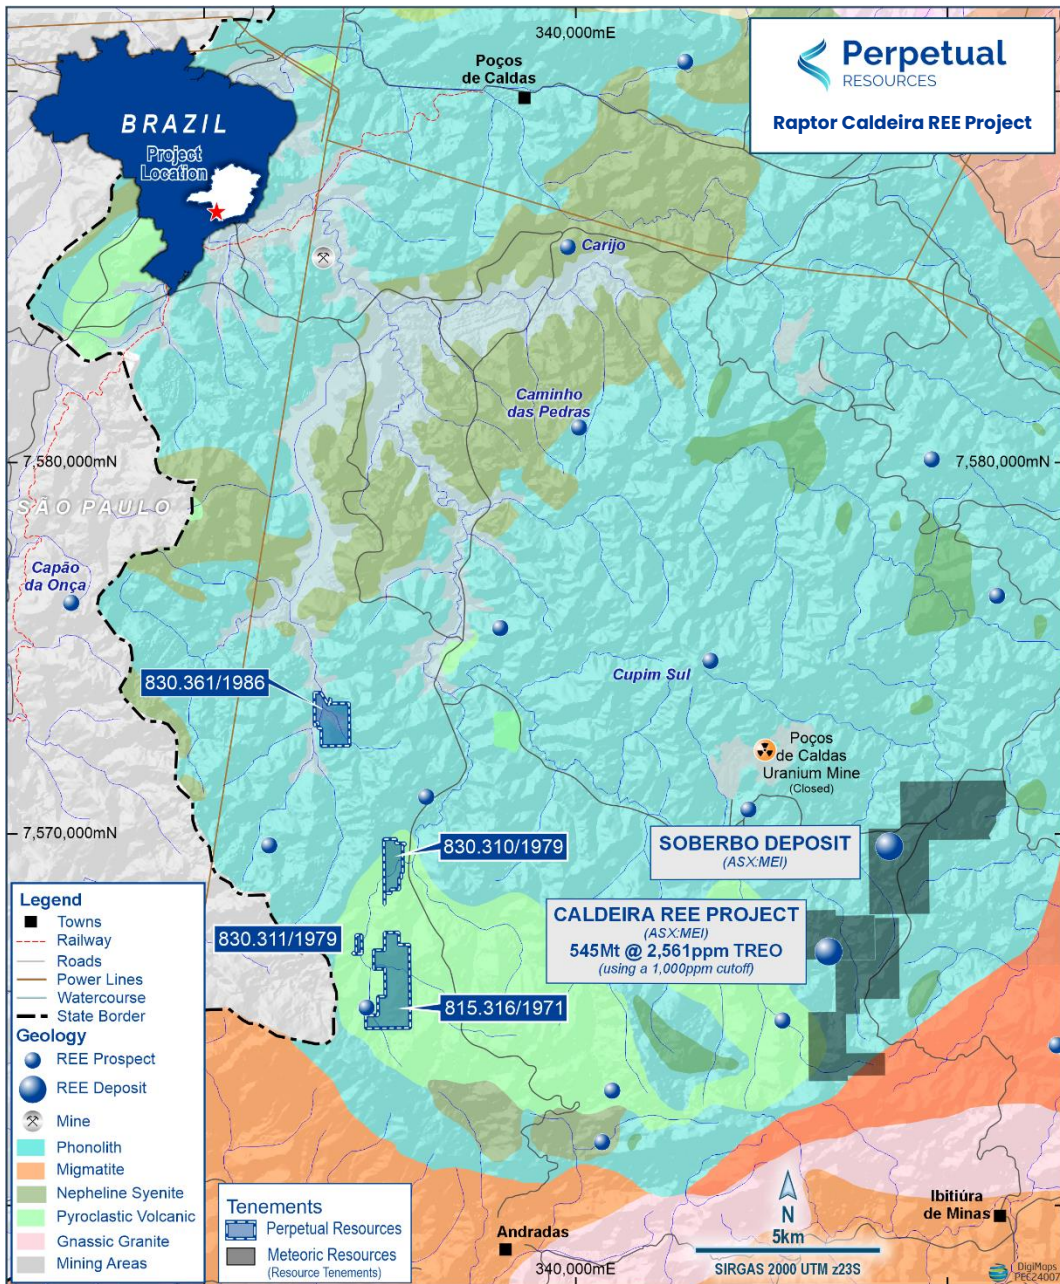 340,000mE
Perpetual
RESOURCES
Raptor Caldeira REE Project
Poços
de Caldas
BRAZIL
Project
Location
Carijo
Caminho
das Pedras
7,580,000mN
7,580,000mN
SÃO PAULO
Capão
da Onça
830.361/1986
Cupim Sul
Poços
de Caldas
Uranium Mine
(Closed)
7,570,000mN
830.310/1979
SOBERBO DEPOSIT
(ASX:MEI)
CALDEIRA REE PROJECT
(ASX:MEI)
545Mt @ 2,561ppm TREO
(using a 1,000ppm cutoff)
830.311/1979
815.316/1971
Legend
Towns
Railway
Roads
Power Lines
Watercourse
State Border
Geology
REE Prospect
REE Deposit
Mine
Phonolith
Migmatite
Nepheline Syenite
Pyroclastic Volcanic
Gnassic Granite
Mining Areas
Tenements
Perpetual Resources
Meteoric Resources
(Resource Tenements)
Andradas
Ibitiúra
de Minas
N
5km
SIRGAS 2000 UTM z23S
340,000mE
DigiMaps